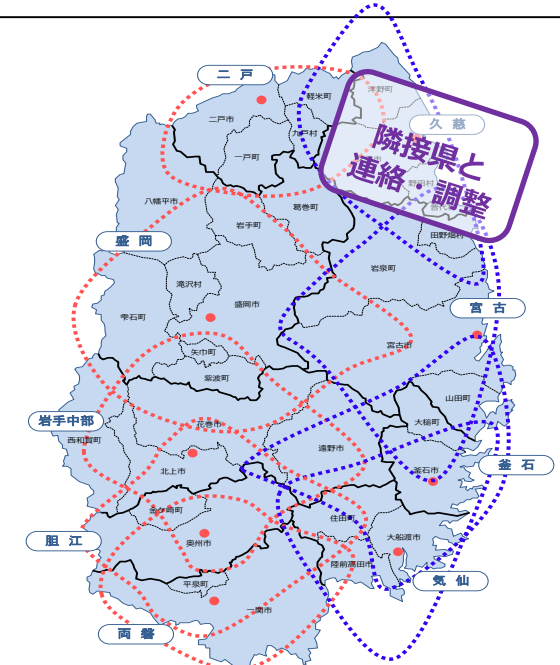 二 戸
軽米町
洋野町
二戸市
久 慈
九戸村
一戸町
隣接県と
連絡・調整
野田村
八幡平市
葛巻町
岩手町
田野畑村
盛 岡
岩泉町
滝沢村
盛岡市
宮 古
雫石町
矢巾町
宮古市
紫波町
山田町
岩手中部
花巻市
大槌町
西和賀町
遠野市
釜 石
北上市
釜石市
金ケ崎町
住田町
胆 江
奥州市
大船渡市
陸前高田市
平泉町
気 仙
一関市
両 磐